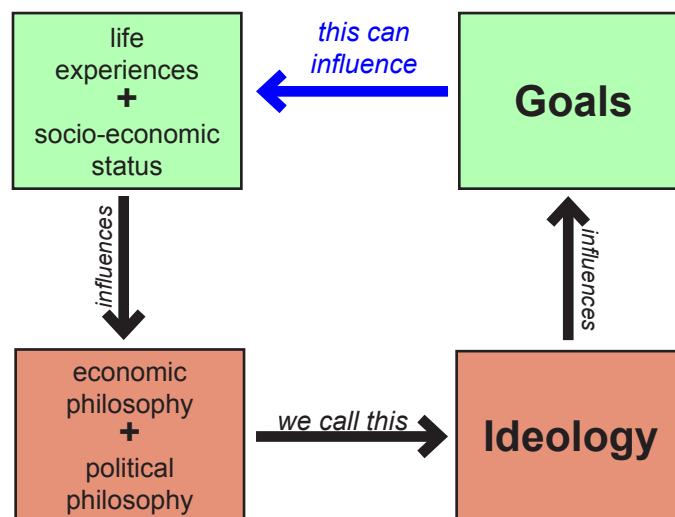 life
experiences
+
socio-economic
status
this can
influence
Goals
influences
influences
economic
philosophy
+
political
philosophy
we call this
Ideology